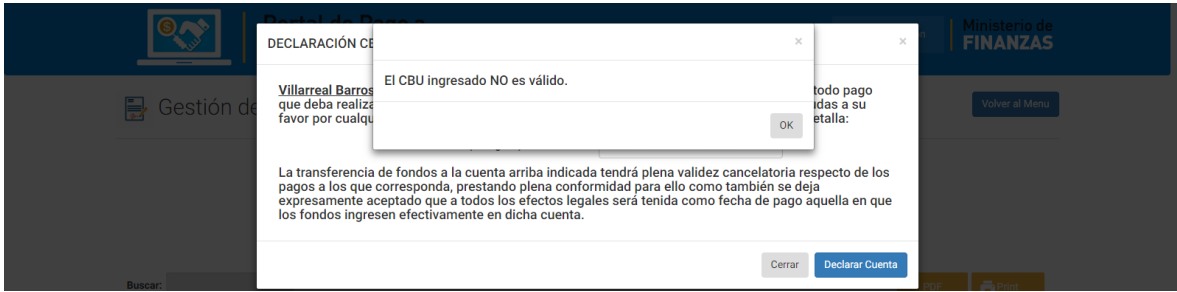 Portal de Pago a
Ministerio de
FINANZAS
DECLARACIÓN CE
×
×
El CBU ingresado NO es válido.
OK
Villarreal Barros
todo pago
que deba realiza
das a su
favor por cualqu
etalla:
Gestión de
Volver al Menu
La transferencia de fondos a la cuenta arriba indicada tendrá plena validez cancelatoria respecto de los
pagos a los que corresponda, prestando plena conformidad para ello como también se deja
expresamente aceptado que a todos los efectos legales será tenida como fecha de pago aquella en que
los fondos ingresen efectivamente en dicha cuenta.
Cerrar
Declarar Cuenta
Buscar:
PDF
Print